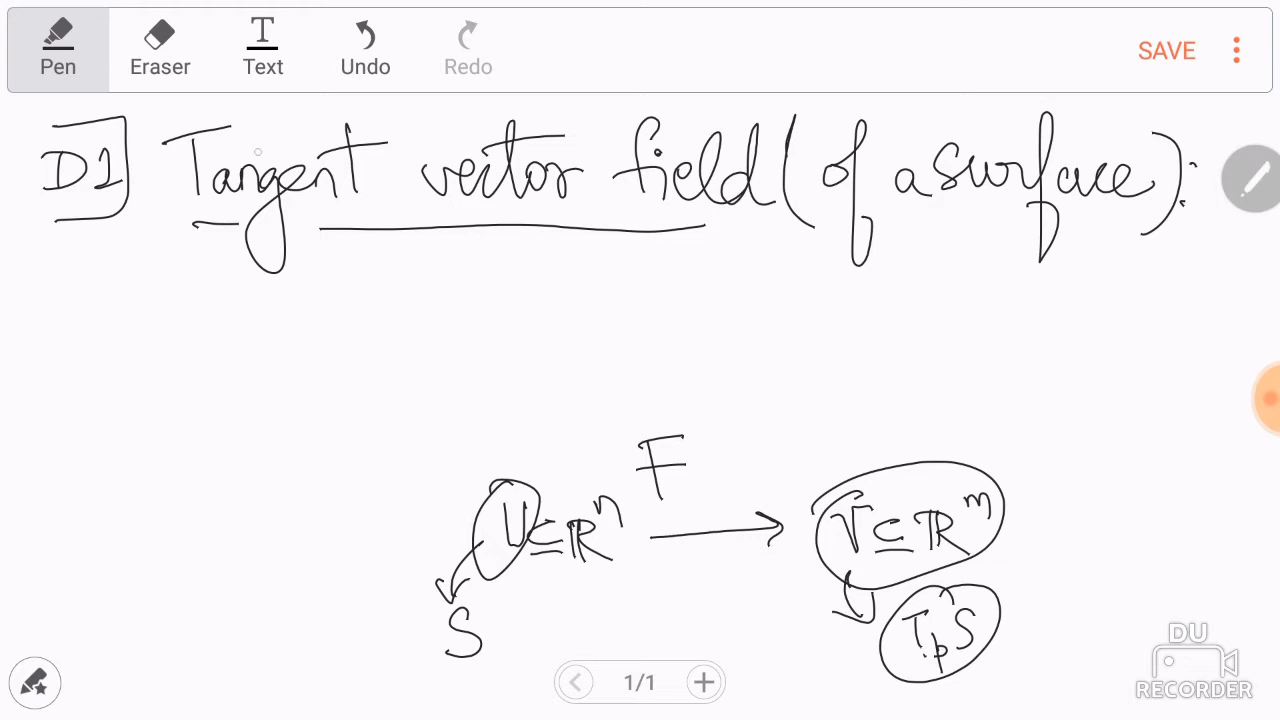 Pen Eraser Text Undo Redo SAVE
D1 Tangent vector field (of a surface):
F
U ⊆ ℝⁿ ⟶ V ⊆ ℝᵐ
S TₚS
1/1
DU
RECORDER